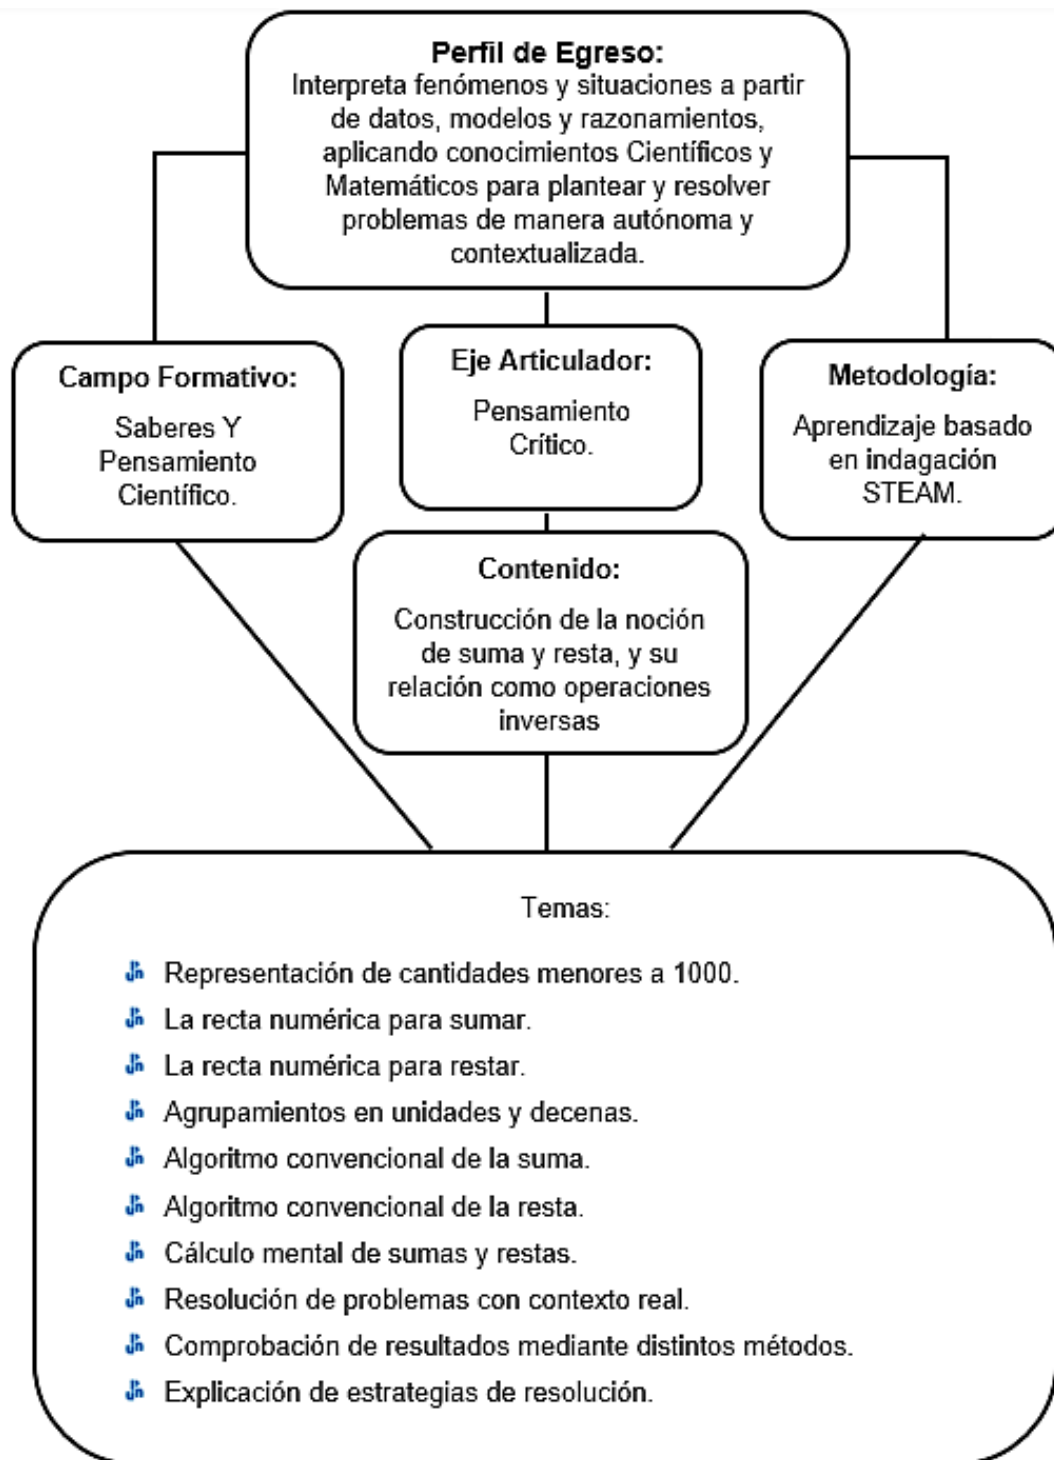 Perfil de Egreso:
Interpreta fenómenos y situaciones a partir
de datos, modelos y razonamientos,
aplicando conocimientos Científicos y
Matemáticos para plantear y resolver
problemas de manera autónoma y
contextualizada.
Campo Formativo:
Saberes Y
Pensamiento
Científico.
Eje Articulador:
Pensamiento
Crítico.
Metodología:
Aprendizaje basado
en indagación
STEAM.
Contenido:
Construcción de la noción
de suma y resta, y su
relación como operaciones
inversas
Temas:
Representación de cantidades menores a 1000.
La recta numérica para sumar.
La recta numérica para restar.
Agrupamientos en unidades y decenas.
Algoritmo convencional de la suma.
Algoritmo convencional de la resta.
Cálculo mental de sumas y restas.
Resolución de problemas con contexto real.
Comprobación de resultados mediante distintos métodos.
Explicación de estrategias de resolución.